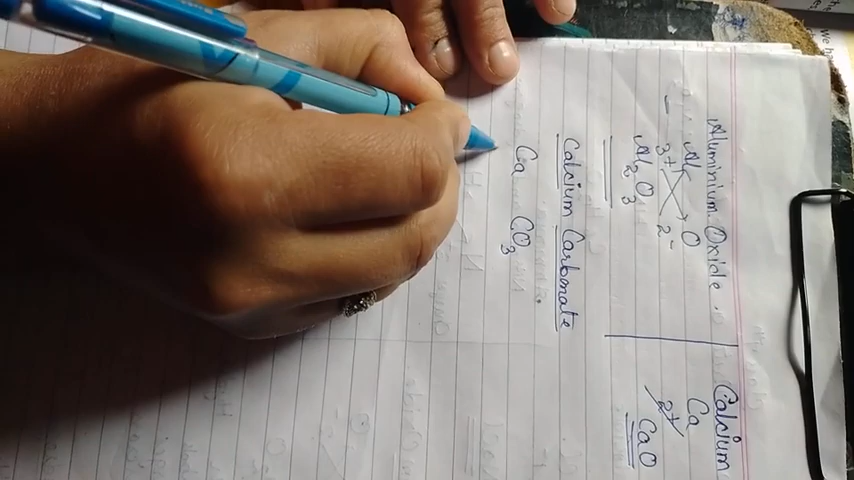 Aluminium Oxide
Al O
3+ 2-
Al2O3
Calcium Carbonate
Ca CO3
Calcium
Ca
2+
CaO